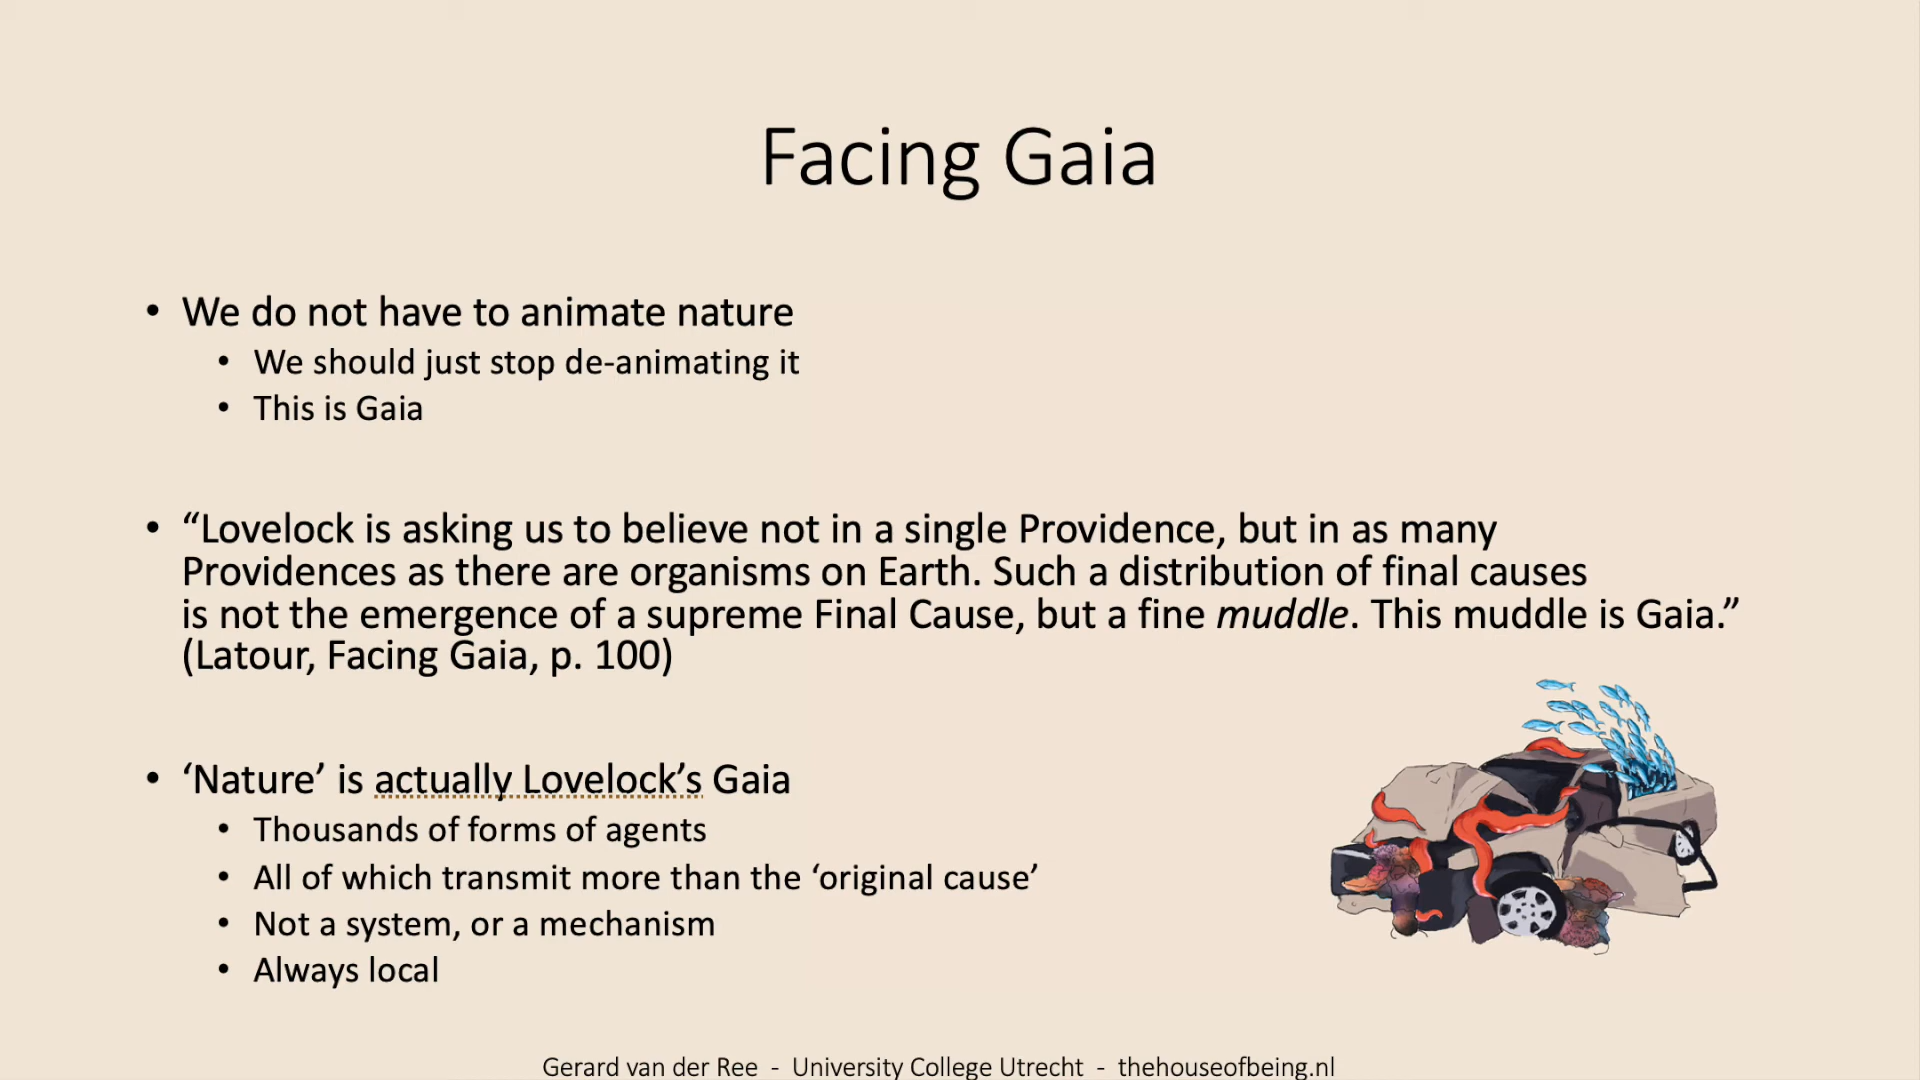 Facing Gaia
• We do not have to animate nature
• We should just stop de-animating it
• This is Gaia
• “Lovelock is asking us to believe not in a single Providence, but in as many
Providences as there are organisms on Earth. Such a distribution of final causes
is not the emergence of a supreme Final Cause, but a fine muddle. This muddle is Gaia.”
(Latour, Facing Gaia, p. 100)
• ‘Nature’ is actually Lovelock’s Gaia
• Thousands of forms of agents
• All of which transmit more than the ‘original cause’
• Not a system, or a mechanism
• Always local
Gerard van der Ree - University College Utrecht - thehouseofbeing.nl